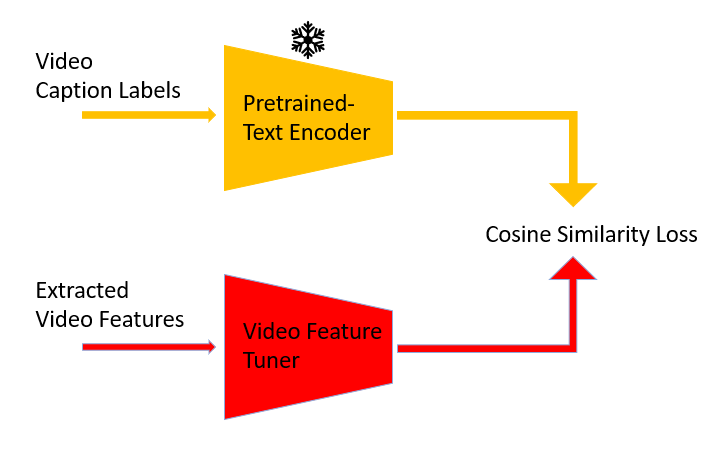 Video
Caption Labels
Pretrained-
Text Encoder
Cosine Similarity Loss
Extracted
Video Features
Video Feature
Tuner